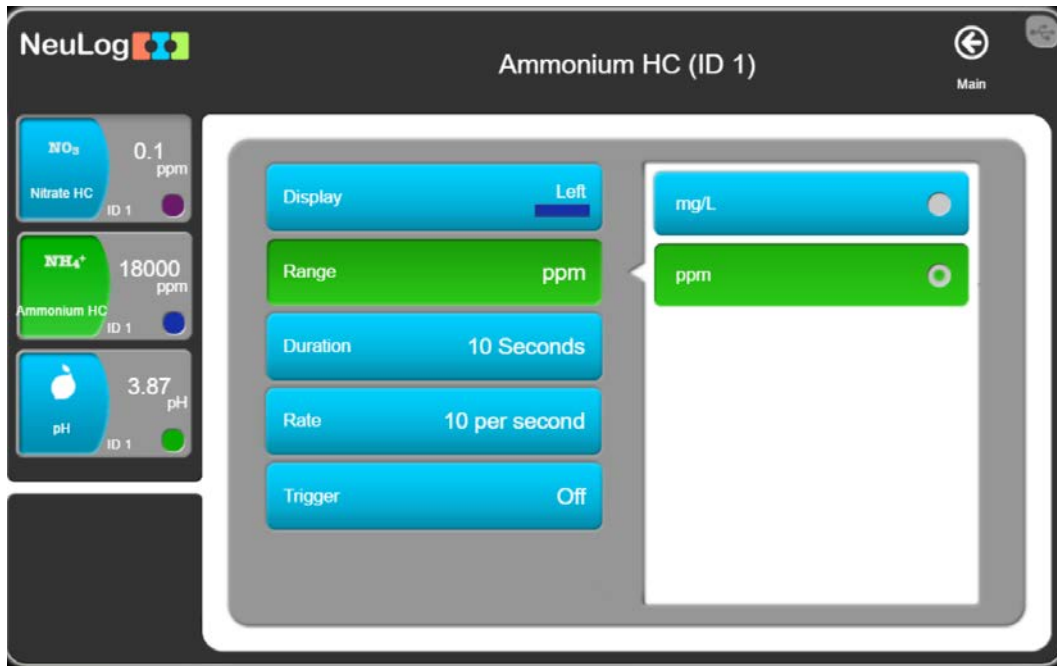 NeuLog
Ammonium HC (ID 1)
Main
NO₃
0.1
ppm
Nitrate HC
ID 1
NH₄⁺
18000
ppm
Ammonium HC
ID 1
3.87
pH
pH
ID 1
Display Left
Range ppm
Duration 10 Seconds
Rate 10 per second
Trigger Off
mg/L
ppm